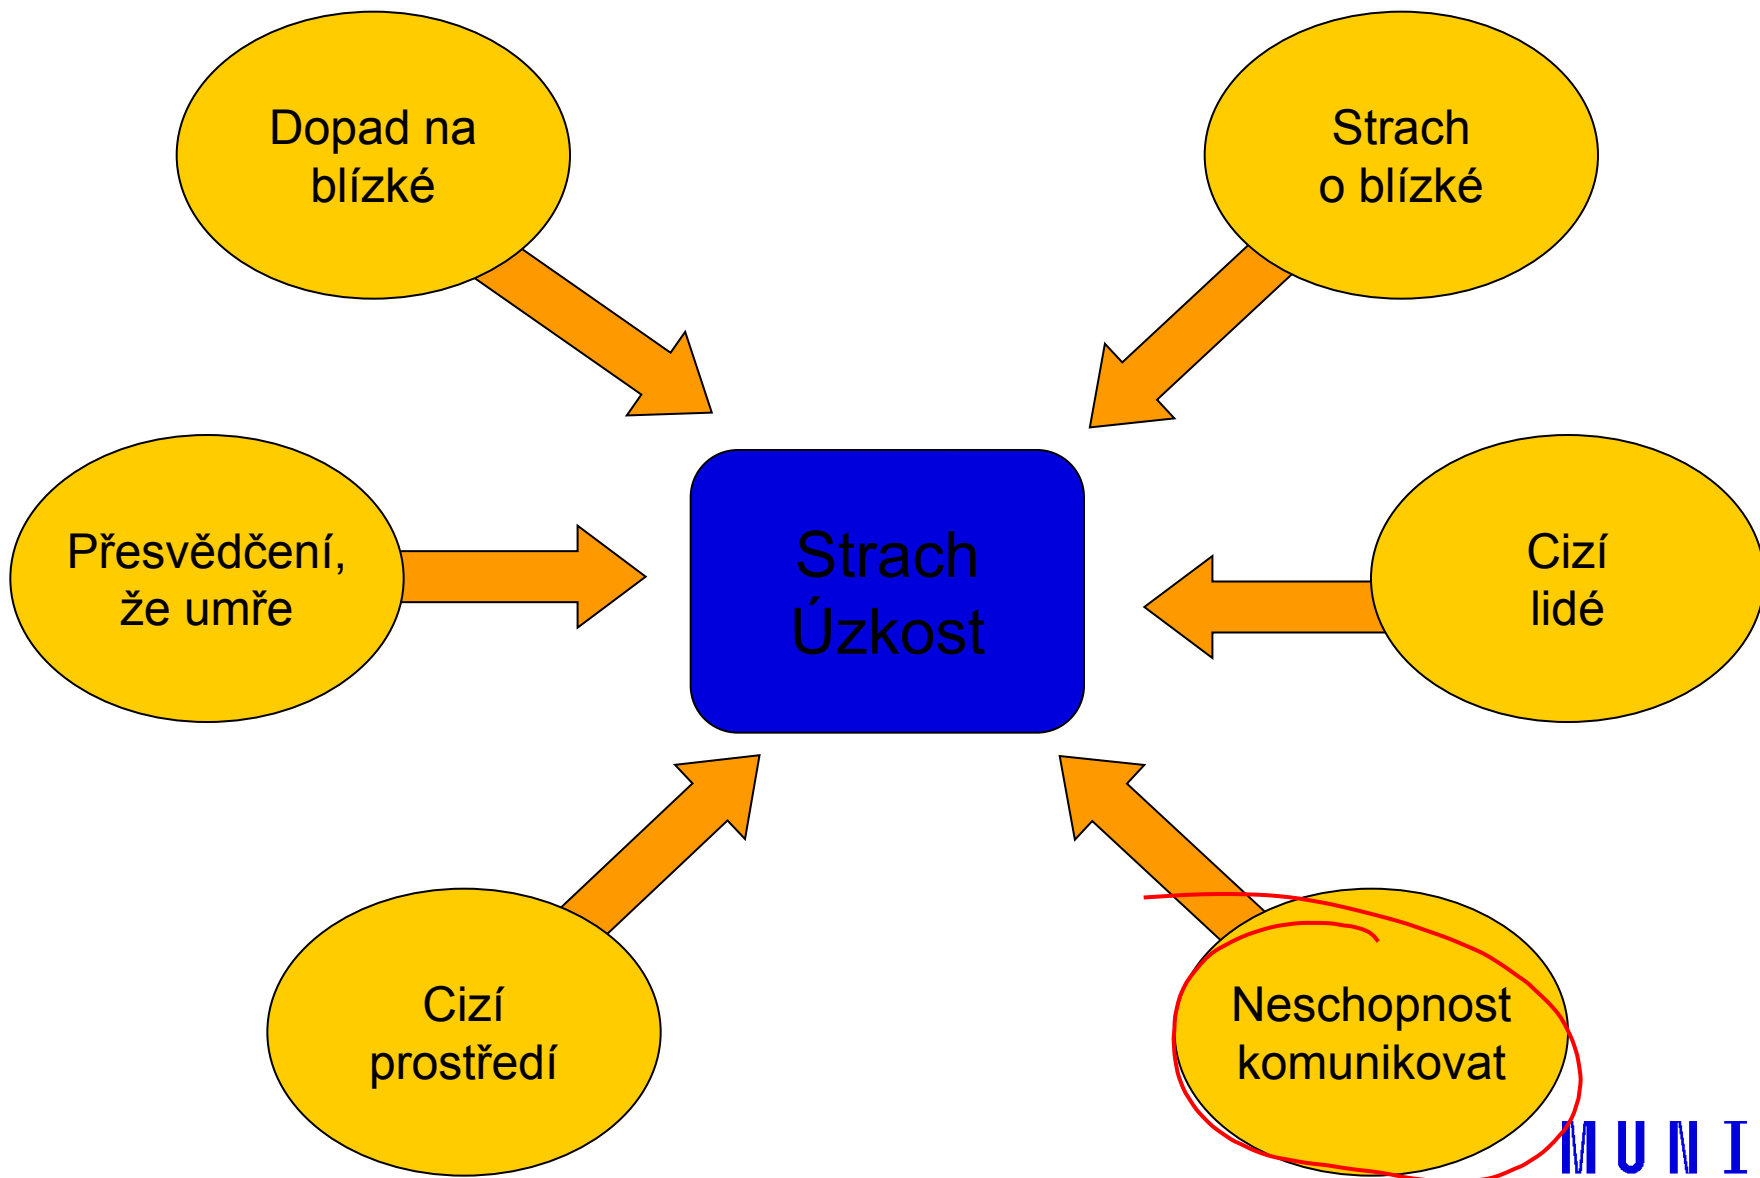 Dopad na
blízké
Strach
o blízké
Přesvědčení,
že umře
Strach
Úzkost
Cizí
lidé
Cizí
prostředí
Neschopnost
komunikovat
MUNI